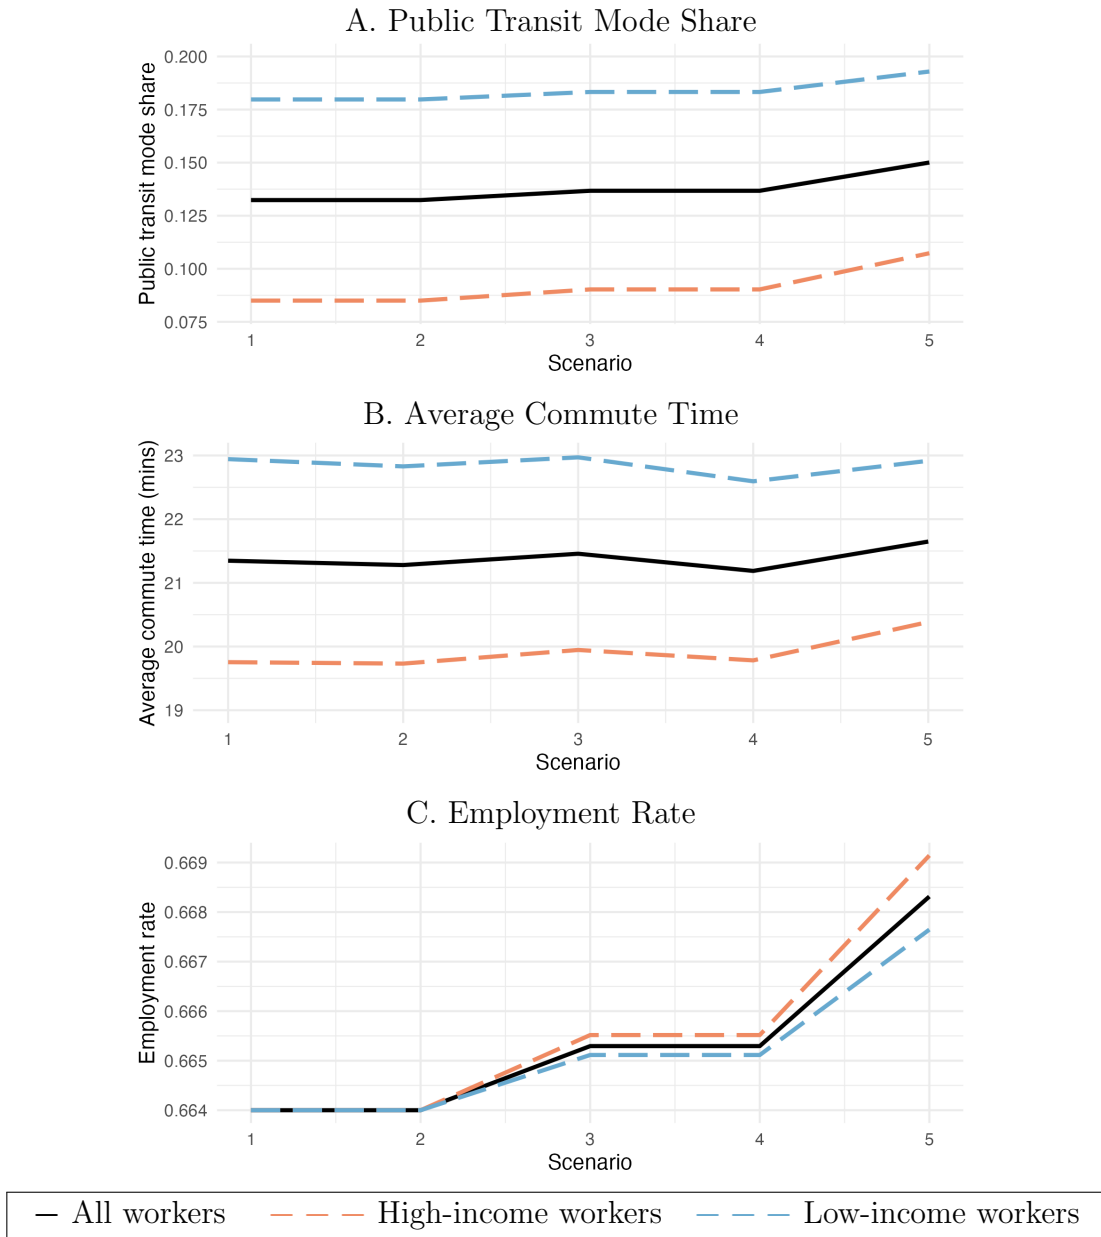 A. Public Transit Mode Share
Public transit mode share
0.200
0.175
0.150
0.125
0.100
0.075
1 2 3 4 5
Scenario
B. Average Commute Time
Average commute time (mins)
23
22
21
20
19
1 2 3 4 5
Scenario
C. Employment Rate
Employment rate
0.669
0.668
0.667
0.666
0.665
0.664
1 2 3 4 5
Scenario
All workers High-income workers Low-income workers